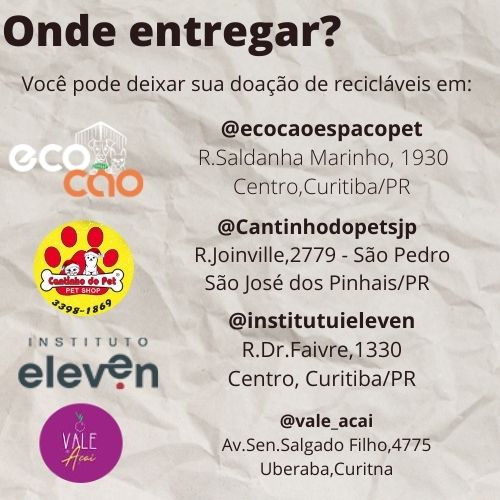 Onde entregar?
Você pode deixar sua doação de recicláveis em:
eco
cão
@ecocaoespacopet
R.Saldanha Marinho, 1930
Centro,Curitiba/PR
Cantinho do Pet
PET SHOP
3398-1869
@Cantinhodopetsjp
R.Joinville,2779 - São Pedro
São José dos Pinhais/PR
INSTITUTO
eleven
@institutuieleven
R.Dr.Faivre,1330
Centro, Curitiba/PR
VALE
Açaí
@vale_acai
Av.Sen.Salgado Filho,4775
Uberaba,Curitna